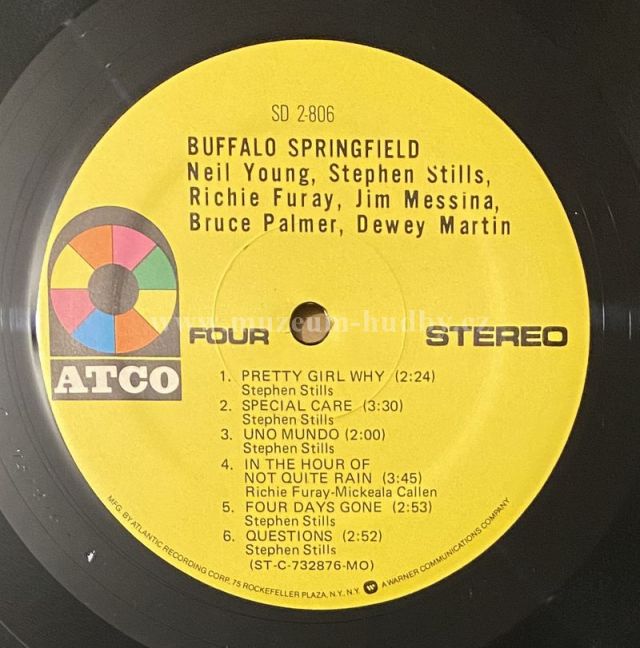 SD 2-806
BUFFALO SPRINGFIELD
Neil Young, Stephen Stills,
Richie Furay, Jim Messina,
Bruce Palmer, Dewey Martin
www.muzeum-hudby.cz
FOUR STEREO
ATCO
1. PRETTY GIRL WHY (2:24)
Stephen Stills
2. SPECIAL CARE (3:30)
Stephen Stills
3. UNO MUNDO (2:00)
Stephen Stills
4. IN THE HOUR OF
NOT QUITE RAIN (3:45)
Richie Furay-Mickeala Callen
5. FOUR DAYS GONE (2:53)
Stephen Stills
6. QUESTIONS (2:52)
Stephen Stills
(ST-C-732876-MO)
MFG. BY ATLANTIC RECORDING CORP., 75 ROCKEFELLER PLAZA, N.Y., N.Y. W A WARNER COMMUNICATIONS COMPANY